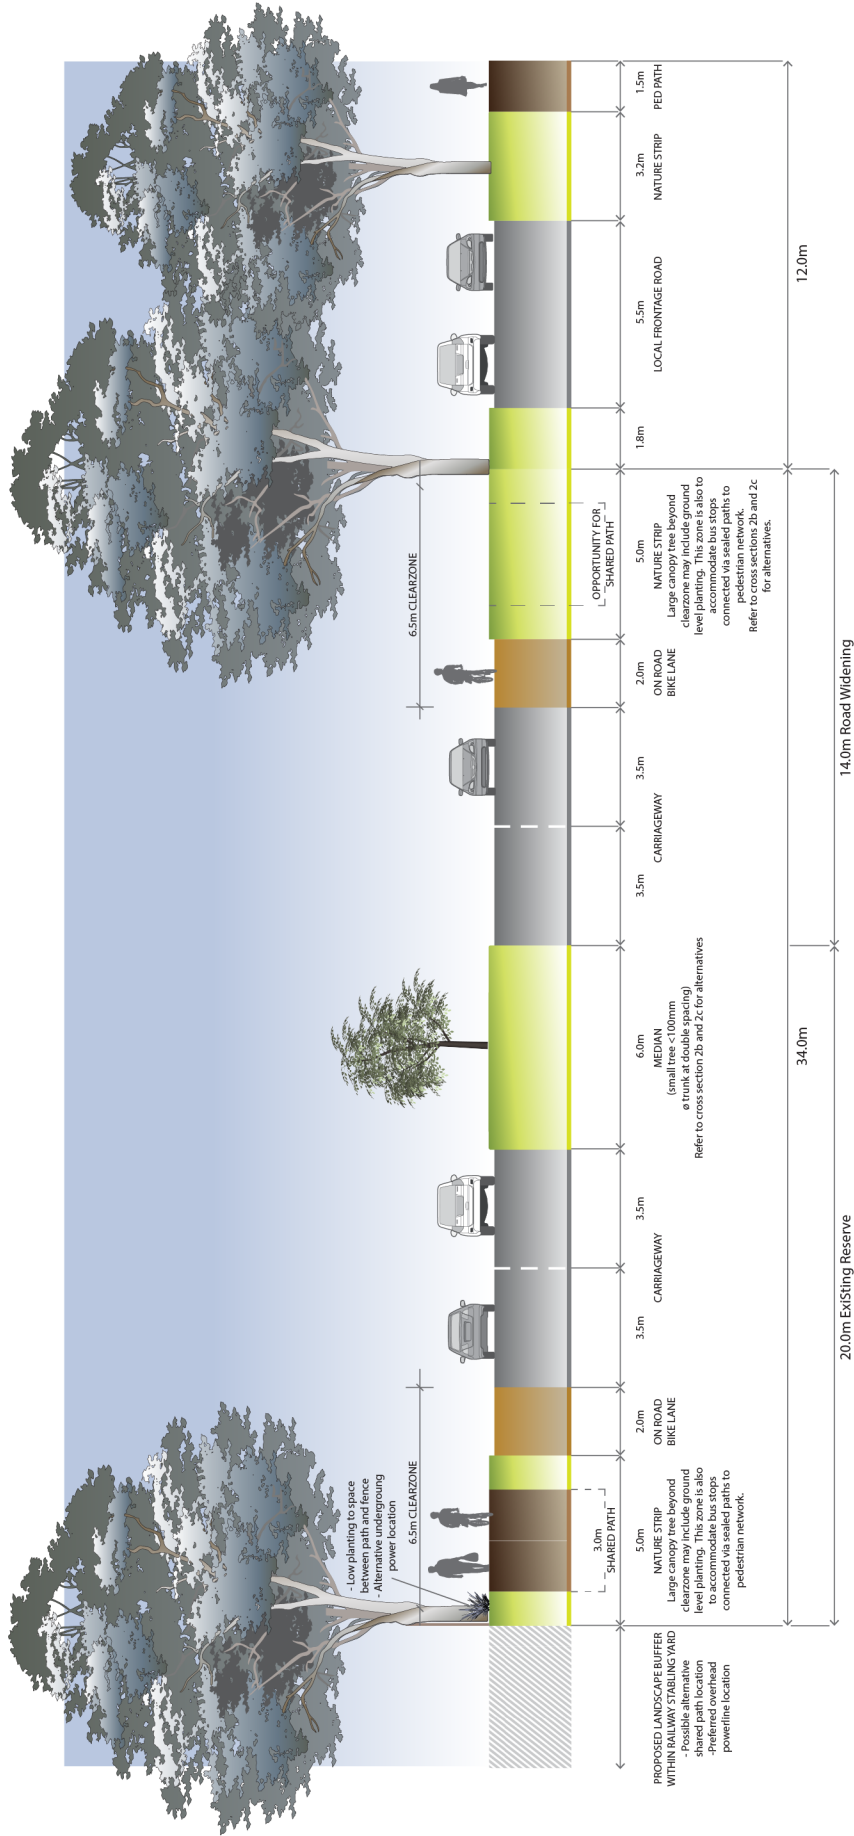 - Low planting to space
between path and fence
- Alternative underground
power location
6.5m CLEARZONE
6.5m CLEARZONE
3.0m
SHARED PATH
OPPORTUNITY FOR
SHARED PATH
5.0m
2.0m
3.5m
3.5m
6.0m
3.5m
3.5m
2.0m
5.0m
1.8m
5.5m
3.2m
1.5m
PROPOSED LANDSCAPE BUFFER
WITHIN RAILWAY STABLING YARD
- Possible alternative
shared path location
-Preferred overhead
powerline location
NATURE STRIP
Large canopy tree beyond
clearzone may include ground
level planting. This zone is also
to accommodate bus stops
connected via sealed paths to
pedestrian network.
ON ROAD
BIKE LANE
CARRIAGEWAY
MEDIAN
(small tree <100mm
ø trunk at double spacing)
Refer to cross section 2b and 2c for alternatives
CARRIAGEWAY
ON ROAD
BIKE LANE
NATURE STRIP
Large canopy tree beyond
clearzone may include ground
level planting. This zone is also to
accommodate bus stops
connected via sealed paths to
pedestrian network.
Refer to cross sections 2b and 2c
for alternatives.
LOCAL FRONTAGE ROAD
NATURE STRIP
PED PATH
34.0m
12.0m
20.0m ExiSting Reserve
14.0m Road Widening